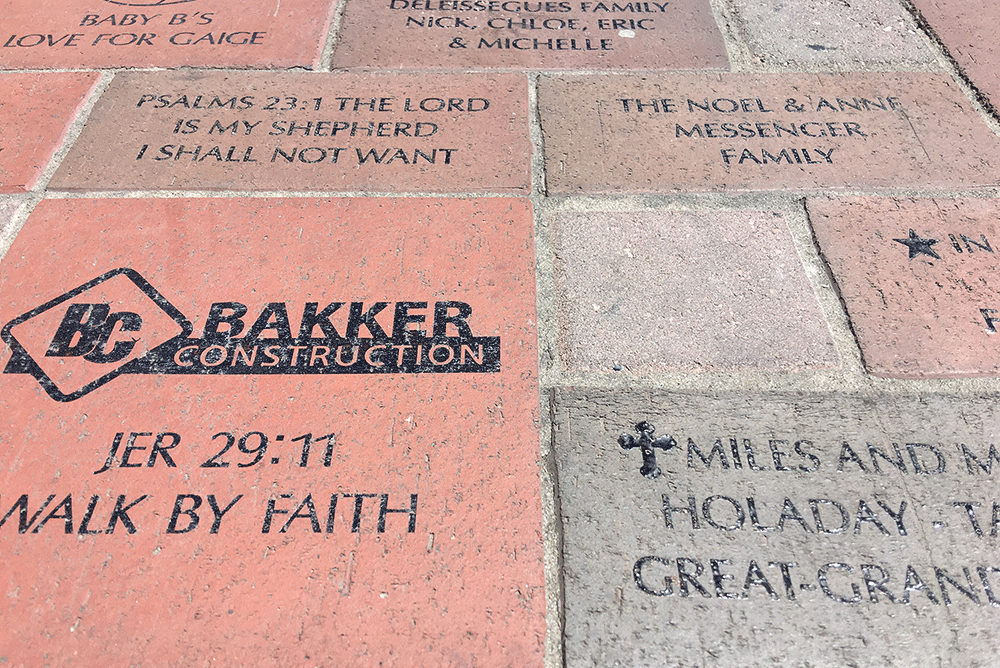 BABY B'S
LOVE FOR GAIGE
DELEISSEGUES FAMILY
NICK, CHLOE, ERIC
& MICHELLE
PSALMS 23:1 THE LORD
IS MY SHEPHERD
I SHALL NOT WANT
THE NOEL & ANNE
MESSENGER
FAMILY
IN
BC
BAKKER
CONSTRUCTION
JER 29:11
WALK BY FAITH
MILES AND
HOLADAY
GREAT-GRAND